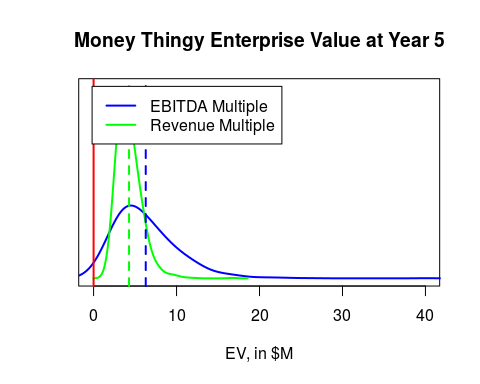 Money Thingy Enterprise Value at Year 5
EBITDA Multiple
Revenue Multiple
0 10 20 30 40
EV, in $M